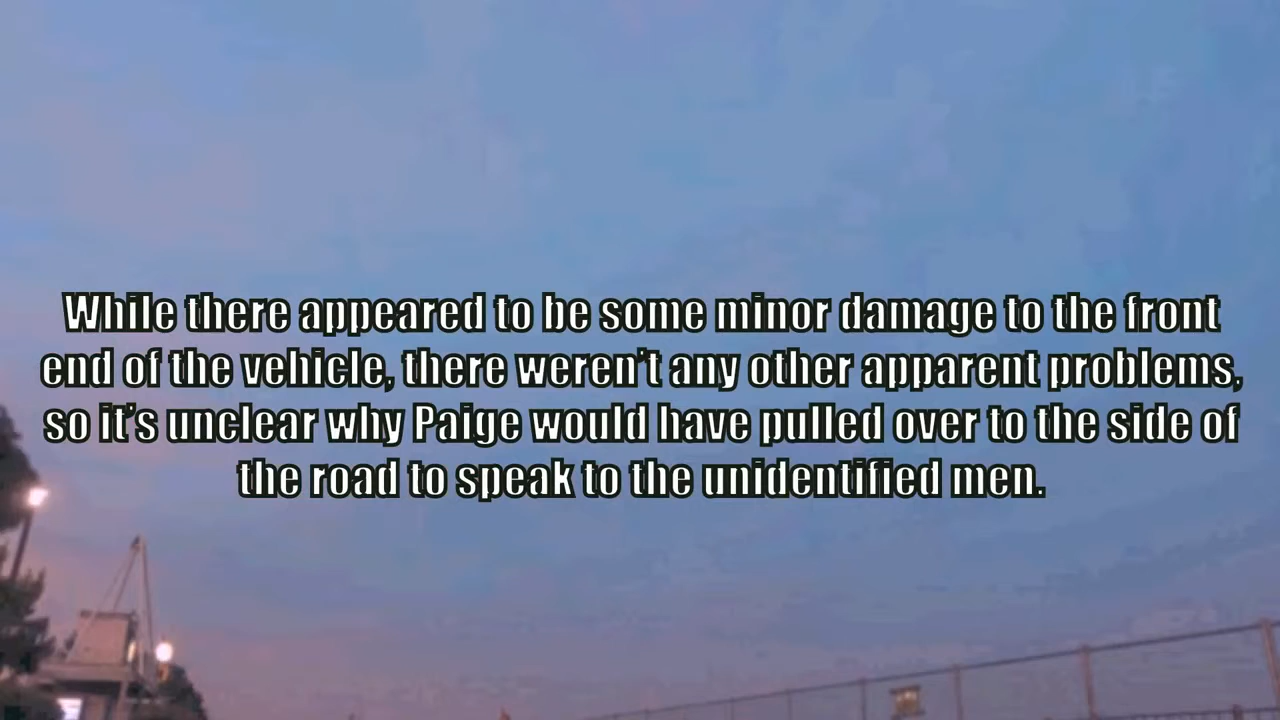 While there appeared to be some minor damage to the front
end of the vehicle, there weren't any other apparent problems,
so it's unclear why Paige would have pulled over to the side of
the road to speak to the unidentified men.